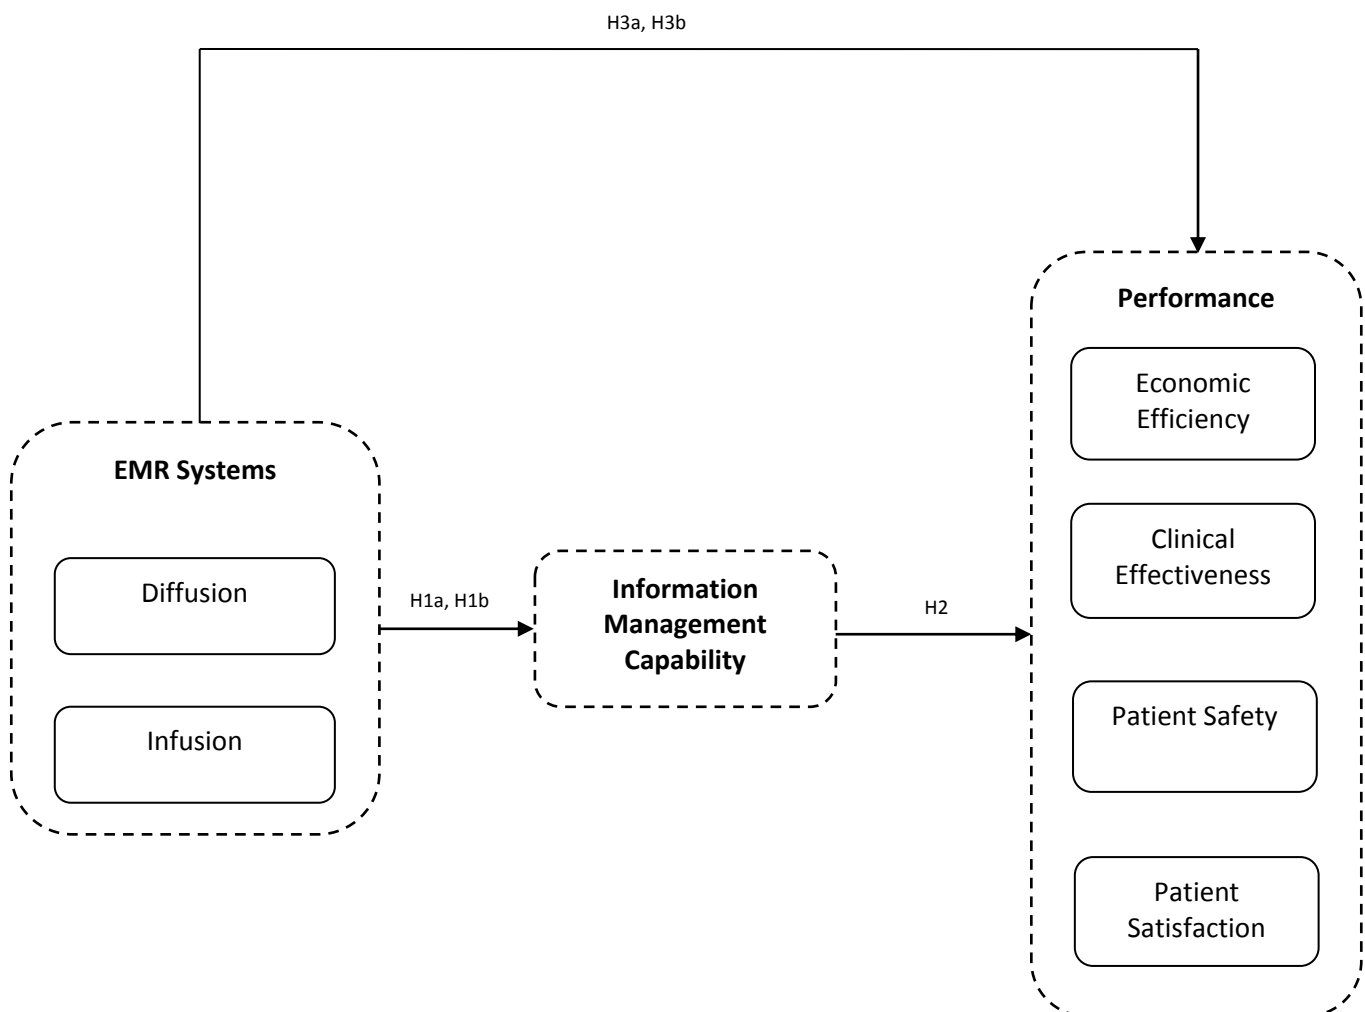 H3a, H3b
Performance
Economic
Efficiency
EMR Systems
Clinical
Effectiveness
Diffusion
Information
Management
Capability
H1a, H1b
H2
Patient Safety
Infusion
Patient
Satisfaction